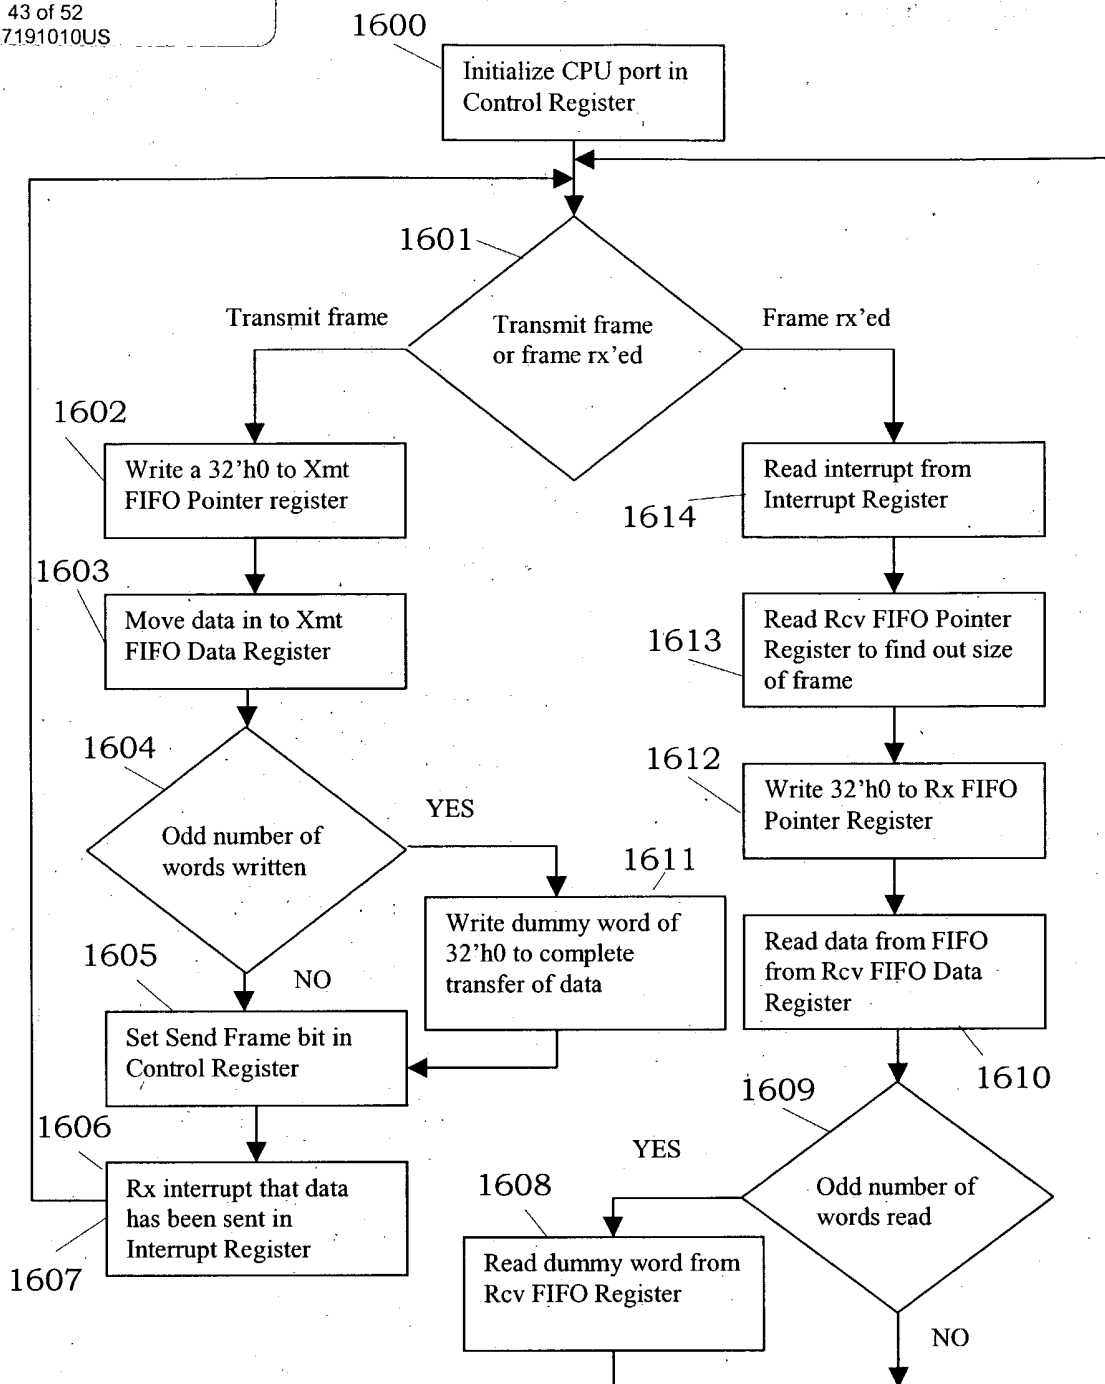 43 of 52
7191010US
1600
Initialize CPU port in
Control Register
1601
Transmit frame
Transmit frame
or frame rx'ed
Frame rx'ed
1602
Write a 32'h0 to Xmt
FIFO Pointer register
Read interrupt from
Interrupt Register
1614
1603
Move data in to Xmt
FIFO Data Register
Read Rcv FIFO Pointer
Register to find out size
of frame
1613
1604
Odd number of
words written
YES
1612
Write 32'h0 to Rx FIFO
Pointer Register
1611
Write dummy word of
32'h0 to complete
transfer of data
Read data from FIFO
from Rcv FIFO Data
Register
1610
1605
NO
Set Send Frame bit in
Control Register
1609
Odd number of
words read
YES
NO
1606
Rx interrupt that data
has been sent in
Interrupt Register
1607
1608
Read dummy word from
Rcv FIFO Register